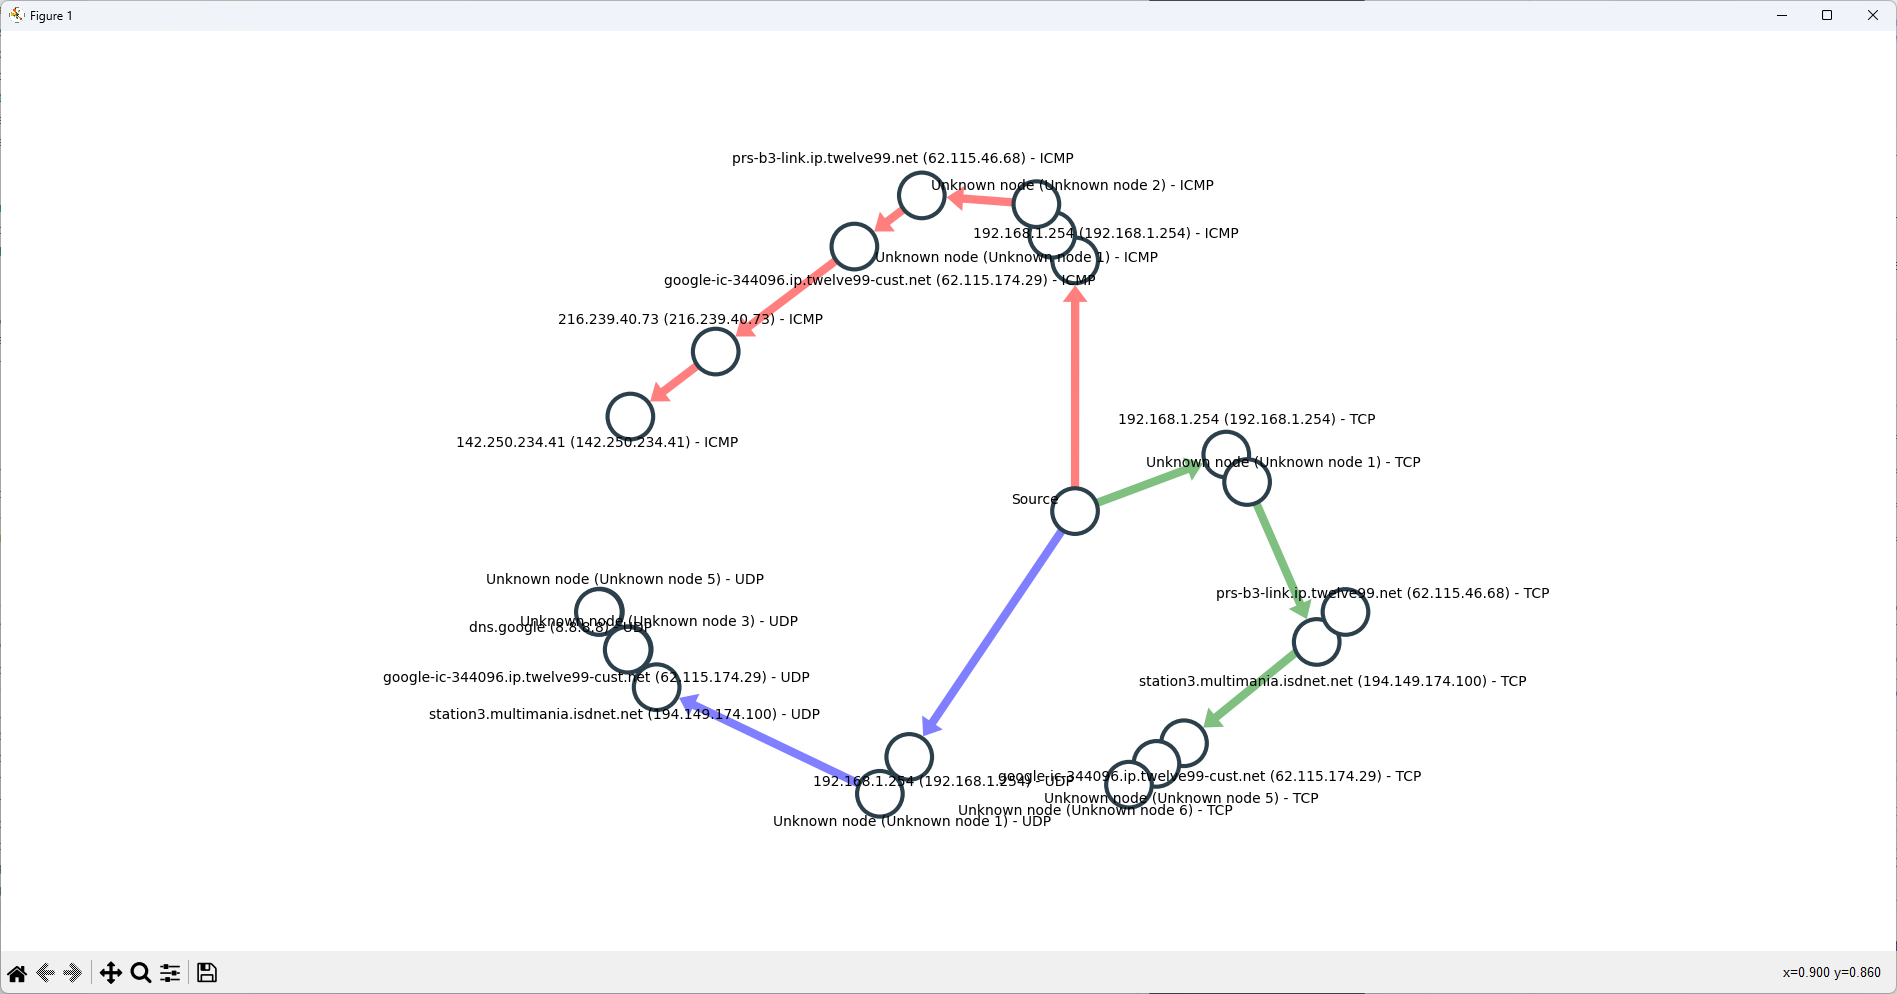 Figure 1
prs-b3-link.ip.twelve99.net (62.115.46.68) - ICMP
Unknown node (Unknown node 2) - ICMP
192.168.1.254 (192.168.1.254) - ICMP
Unknown node (Unknown node 1) - ICMP
google-ic-344096.ip.twelve99-cust.net (62.115.174.29) - ICMP
216.239.40.73 (216.239.40.73) - ICMP
142.250.234.41 (142.250.234.41) - ICMP
192.168.1.254 (192.168.1.254) - TCP
Unknown node (Unknown node 1) - TCP
Source
Unknown node (Unknown node 5) - UDP
prs-b3-link.ip.twelve99.net (62.115.46.68) - TCP
Unknown node (Unknown node 3) - UDP
dns.google (8.8.8.8) - UDP
google-ic-344096.ip.twelve99-cust.net (62.115.174.29) - UDP
station3.multimania.isdnet.net (194.149.174.100) - TCP
station3.multimania.isdnet.net (194.149.174.100) - UDP
192.168.1.254 (192.168.1.254) - UDP
google-ic-344096.ip.twelve99-cust.net (62.115.174.29) - TCP
Unknown node (Unknown node 5) - TCP
Unknown node (Unknown node 6) - TCP
Unknown node (Unknown node 1) - UDP
x=0.900 y=0.860